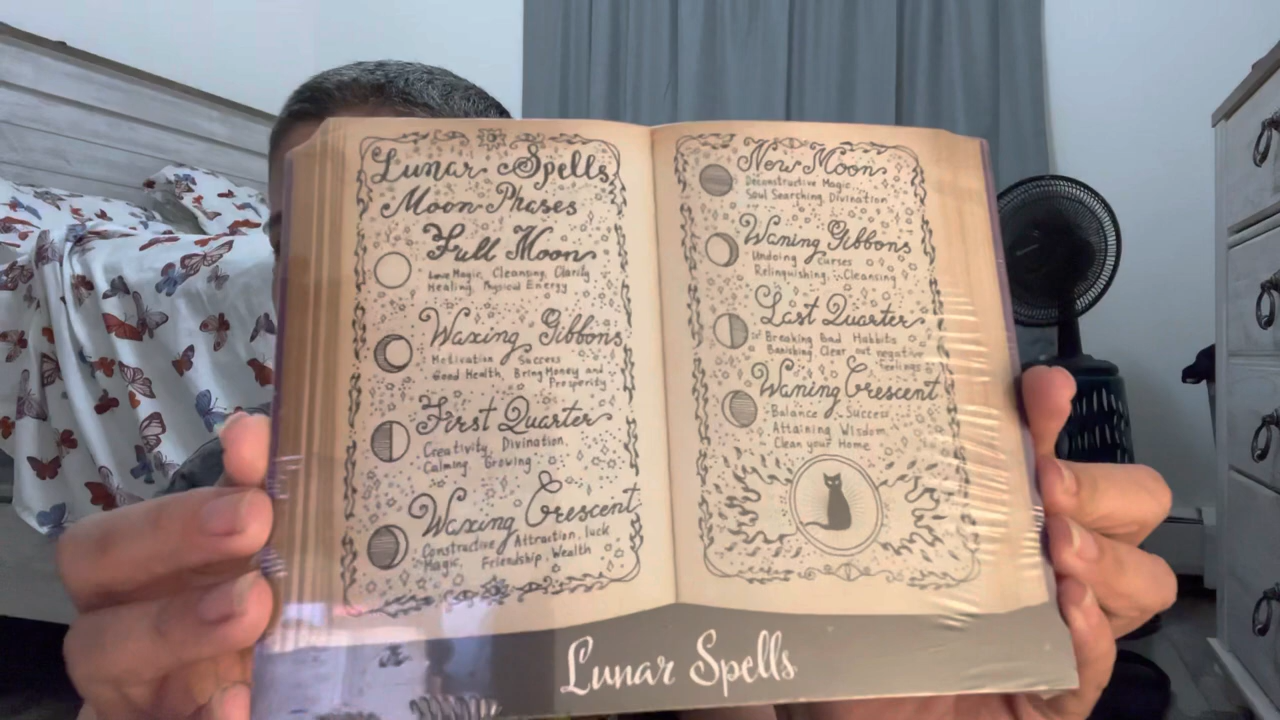 Lunar Spells
Moon Phases
Full Moon
Love Magic, Cleansing, Clarity
Healing, Physical Energy
Waxing Gibbons
Motivation, Success
Good Health, Bring Money and
Prosperity
First Quarter
Creativity, Divination,
Calming, Growing
Waxing Crescent
Constructive Attraction, luck
Magic, Friendship, Wealth
New Moon
Deconstructive Magic
Soul Searching, Divination
Waning Gibbons
Undoing Curses
Relinquishing, Cleansing
Last Quarter
Breaking Bad Habbits
Banishing, Clear out negative
feelings
Waning Crescent
Balance, Success
Attaining Wisdom
Clean your Home
Lunar Spells